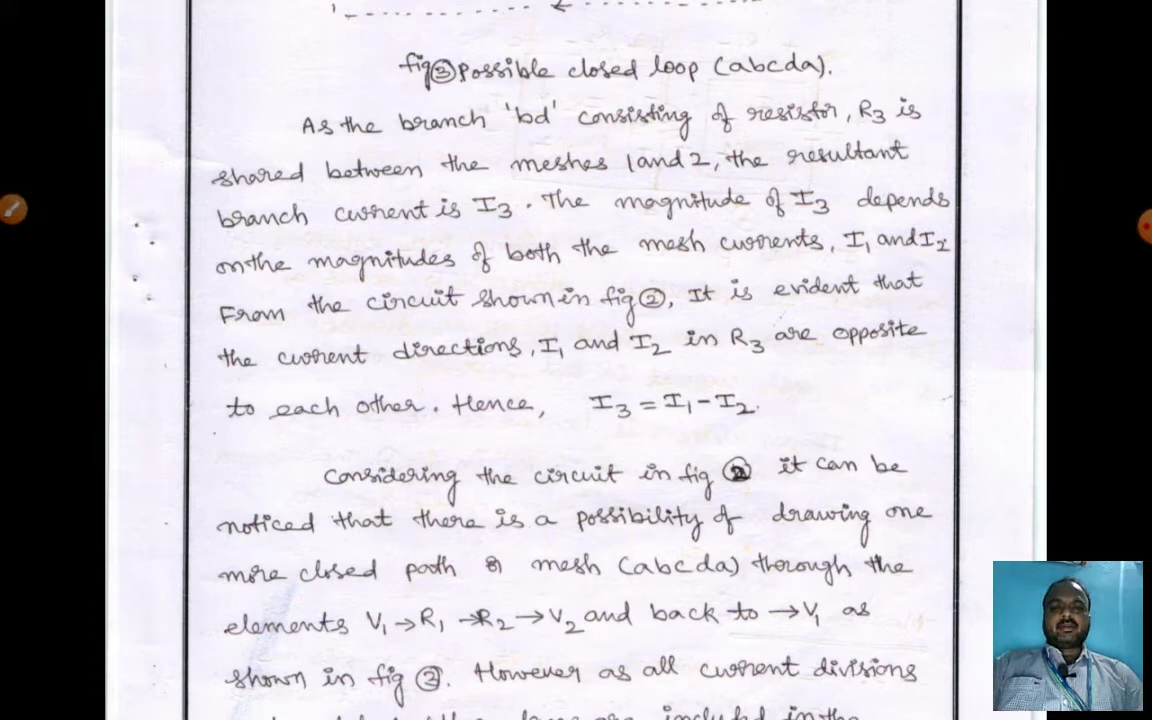 fig③ possible closed loop (abcda).
As the branch 'bd' consisting of resistor, R3 is
shared between the meshes 1 and 2, the resultant
branch current is I3. The magnitude of I3 depends
on the magnitudes of both the mesh currents, I1 and I2
From the circuit shown in fig②, It is evident that
the current directions, I1 and I2 in R3 are opposite
to each other. Hence, I3 = I1 - I2.
Considering the circuit in fig ② it can be
noticed that there is a possibility of drawing one
more closed path or mesh (abcda) through the
elements V1 → R1 → R2 → V2 and back to → V1 as
shown in fig ③. However as all current divisions
included in the